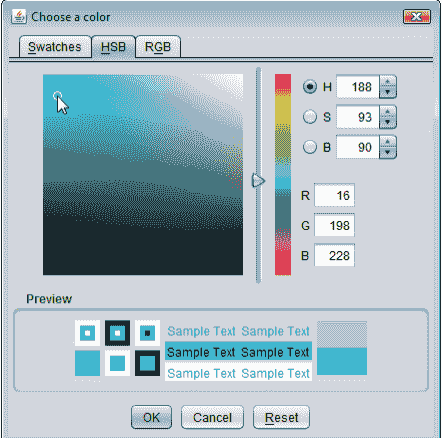 Choose a color
Swatches HSB RGB
H 188
S 93
B 90
R 16
G 198
B 228
Preview
Sample Text Sample Text
Sample Text Sample Text
Sample Text Sample Text
OK Cancel Reset